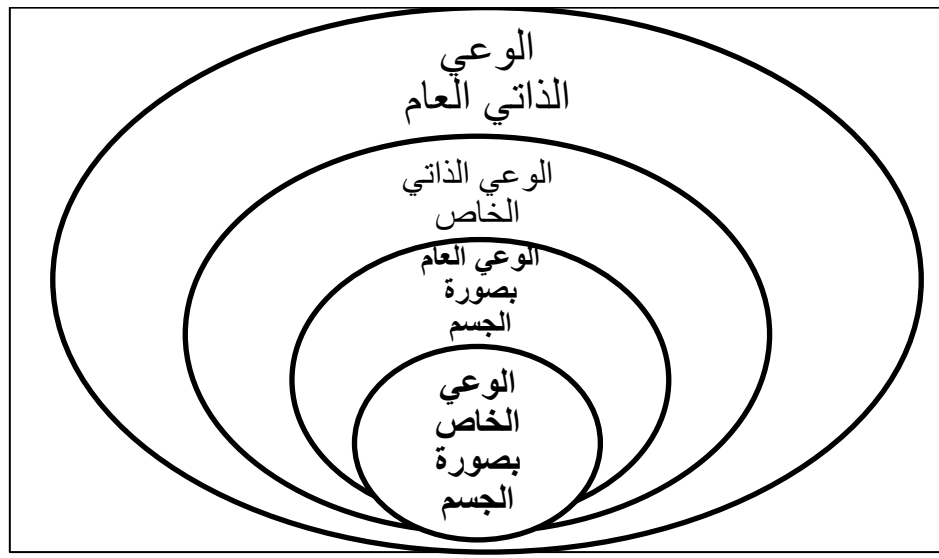 الوعي
الذاتي العام
الوعي الذاتي
الخاص
الوعي العام
بصورة
الجسم
الوعي
الخاص
بصورة
الجسم